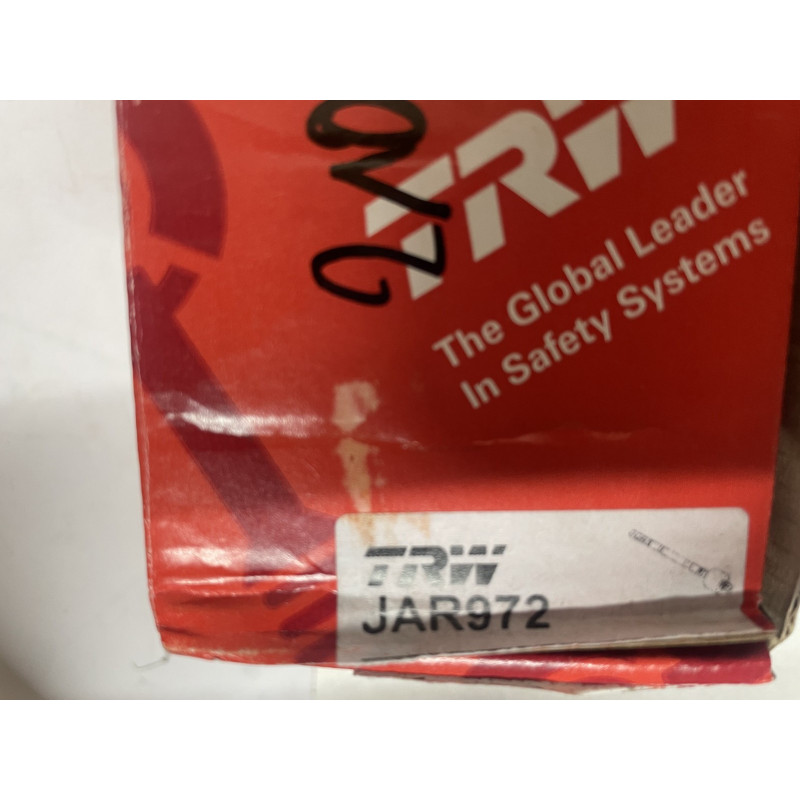 TRW
The Global Leader
In Safety Systems
TRW
JAR972